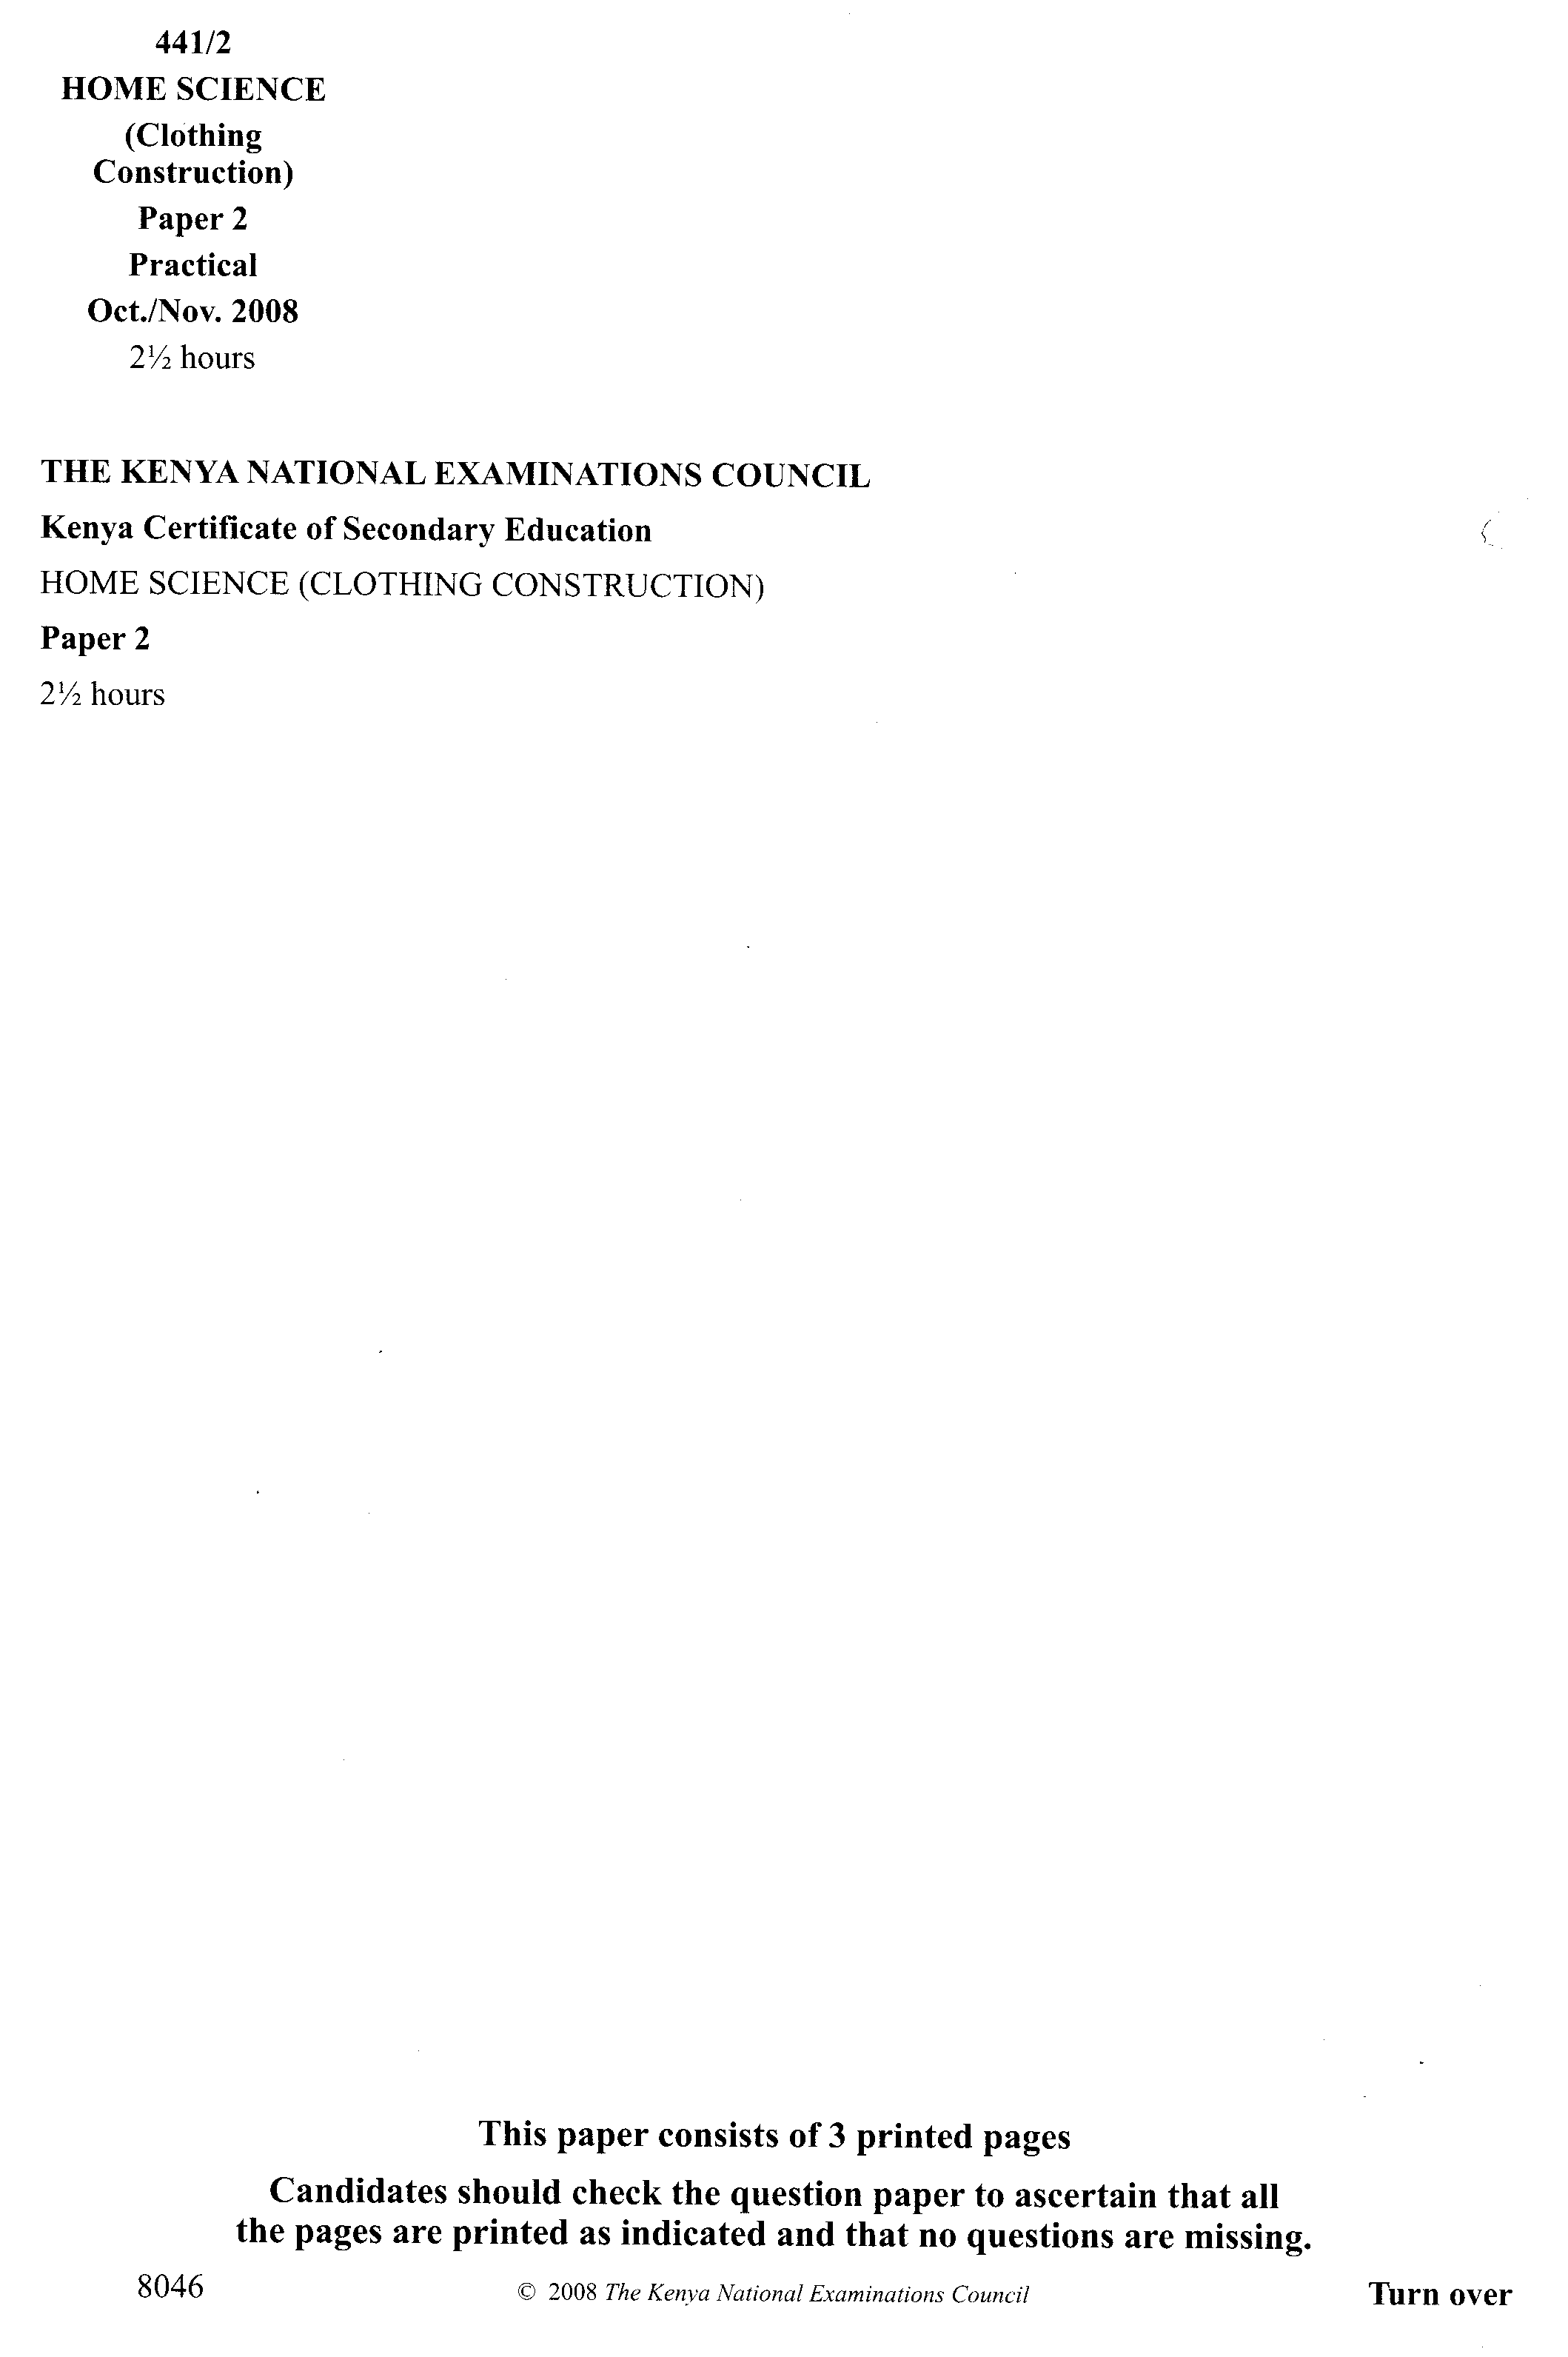 441/2
HOME SCIENCE
(Clothing
Construction)
Paper 2
Practical
Oct./Nov. 2008
2½ hours
THE KENYA NATIONAL EXAMINATIONS COUNCIL
Kenya Certificate of Secondary Education
HOME SCIENCE (CLOTHING CONSTRUCTION)
Paper 2
2½ hours
This paper consists of 3 printed pages
Candidates should check the question paper to ascertain that all
the pages are printed as indicated and that no questions are missing.
8046
© 2008 The Kenya National Examinations Council
Turn over